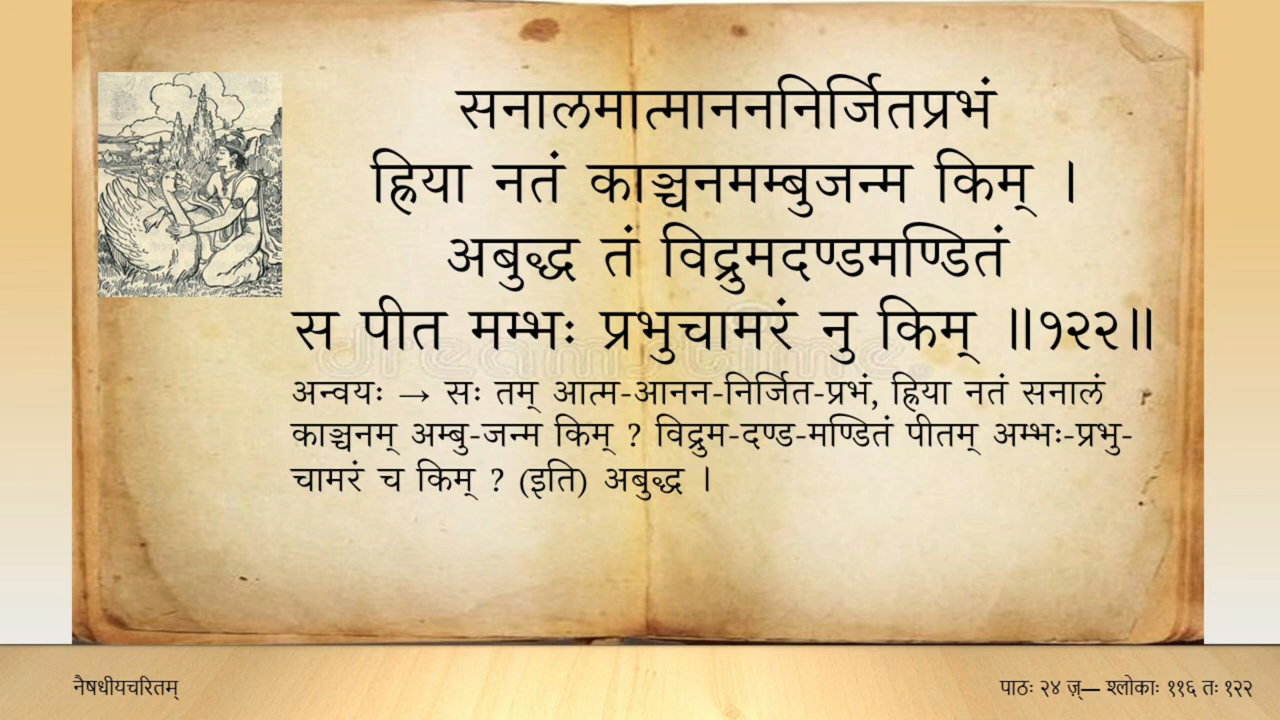 सनालमात्मानननिर्जितप्रभं
ह्रिया नतं काञ्चनमम्बुजन्म किम् ।
अबुद्ध तं विद्रुमदण्डमण्डितं
स पीत मम्भः प्रभुचामरं नु किम् ॥१२२॥
अन्वयः → सः तम् आत्म-आनन-निर्जित-प्रभं, ह्रिया नतं सनालं
काञ्चनम् अम्बु-जन्म किम् ? विद्रुम-दण्ड-मण्डितं पीतम् अम्भः-प्रभु-
चामरं च किम् ? (इति) अबुद्ध ।
नैषधीयचरितम्
पाठः २४ ज़्— श्लोकाः ११६ तः १२२